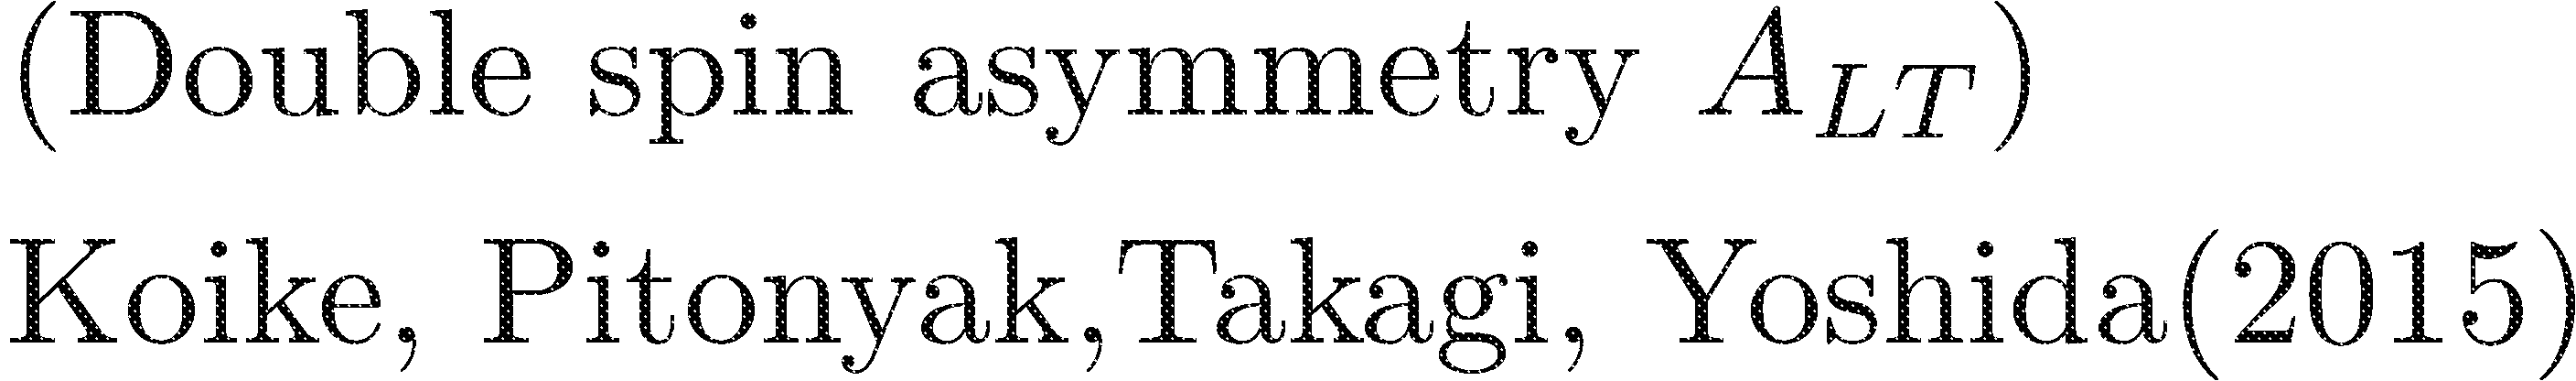 (Double spin asymmetry A_{LT})
Koike, Pitonyak,Takagi, Yoshida(2015)